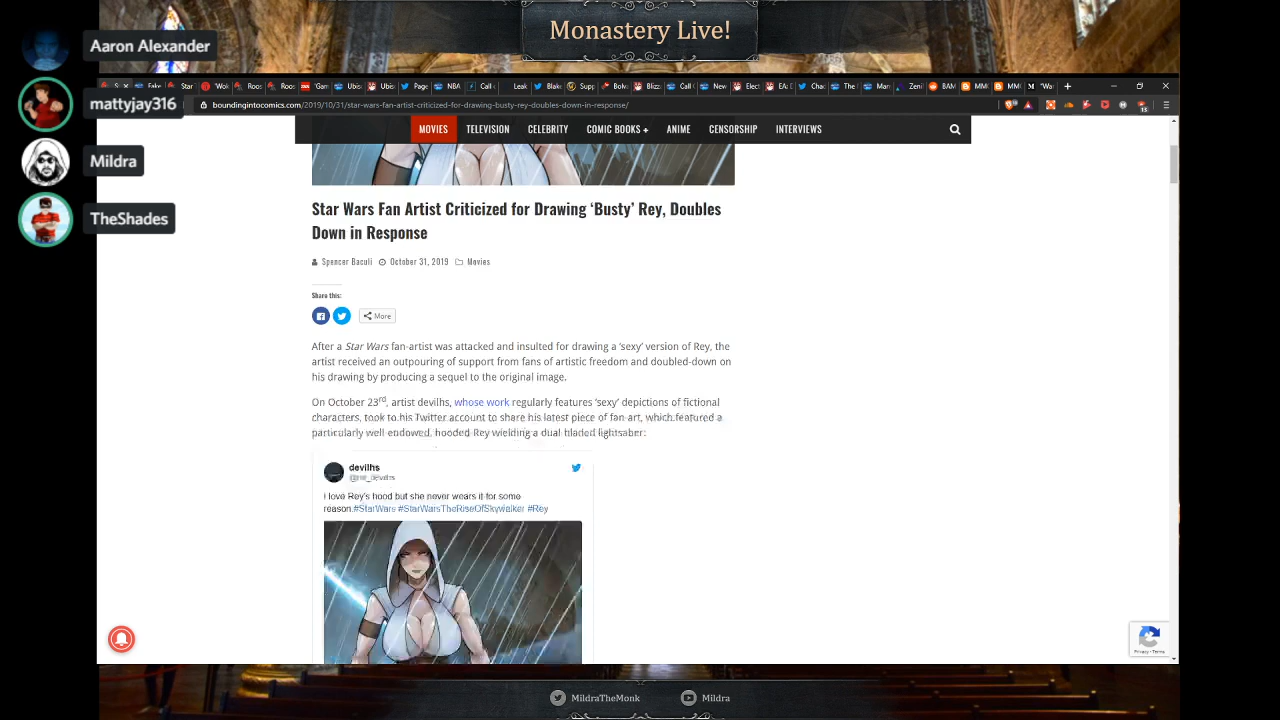 Monastery Live!
Aaron Alexander
mattyjay316
Mildra
TheShades
boundingintocomics.com/2019/10/31/star-wars-fan-artist-criticized-for-drawing-busty-rey-doubles-down-in-response/
MOVIES TELEVISION CELEBRITY COMIC BOOKS + ANIME CENSORSHIP INTERVIEWS
Star Wars Fan Artist Criticized for Drawing ‘Busty’ Rey, Doubles
Down in Response
Spencer Baculi October 31, 2019 Movies
Share this:
More
After a Star Wars fan-artist was attacked and insulted for drawing a ‘sexy’ version of Rey, the
artist received an outpouring of support from fans of artistic freedom and doubled-down on
his drawing by producing a sequel to the original image.
On October 23rd, artist devilhs, whose work regularly features ‘sexy’ depictions of fictional
characters, took to his Twitter account to share his latest piece of fan-art, which featured a
particularly well-endowed, hooded Rey wielding a dual bladed lightsaber:
devilhs
I love Rey's hood but she never wears it for some
reason.#StarWars #StarWarsTheRiseOfSkywalker #Rey
Privacy - Terms
MildraTheMonk Mildra